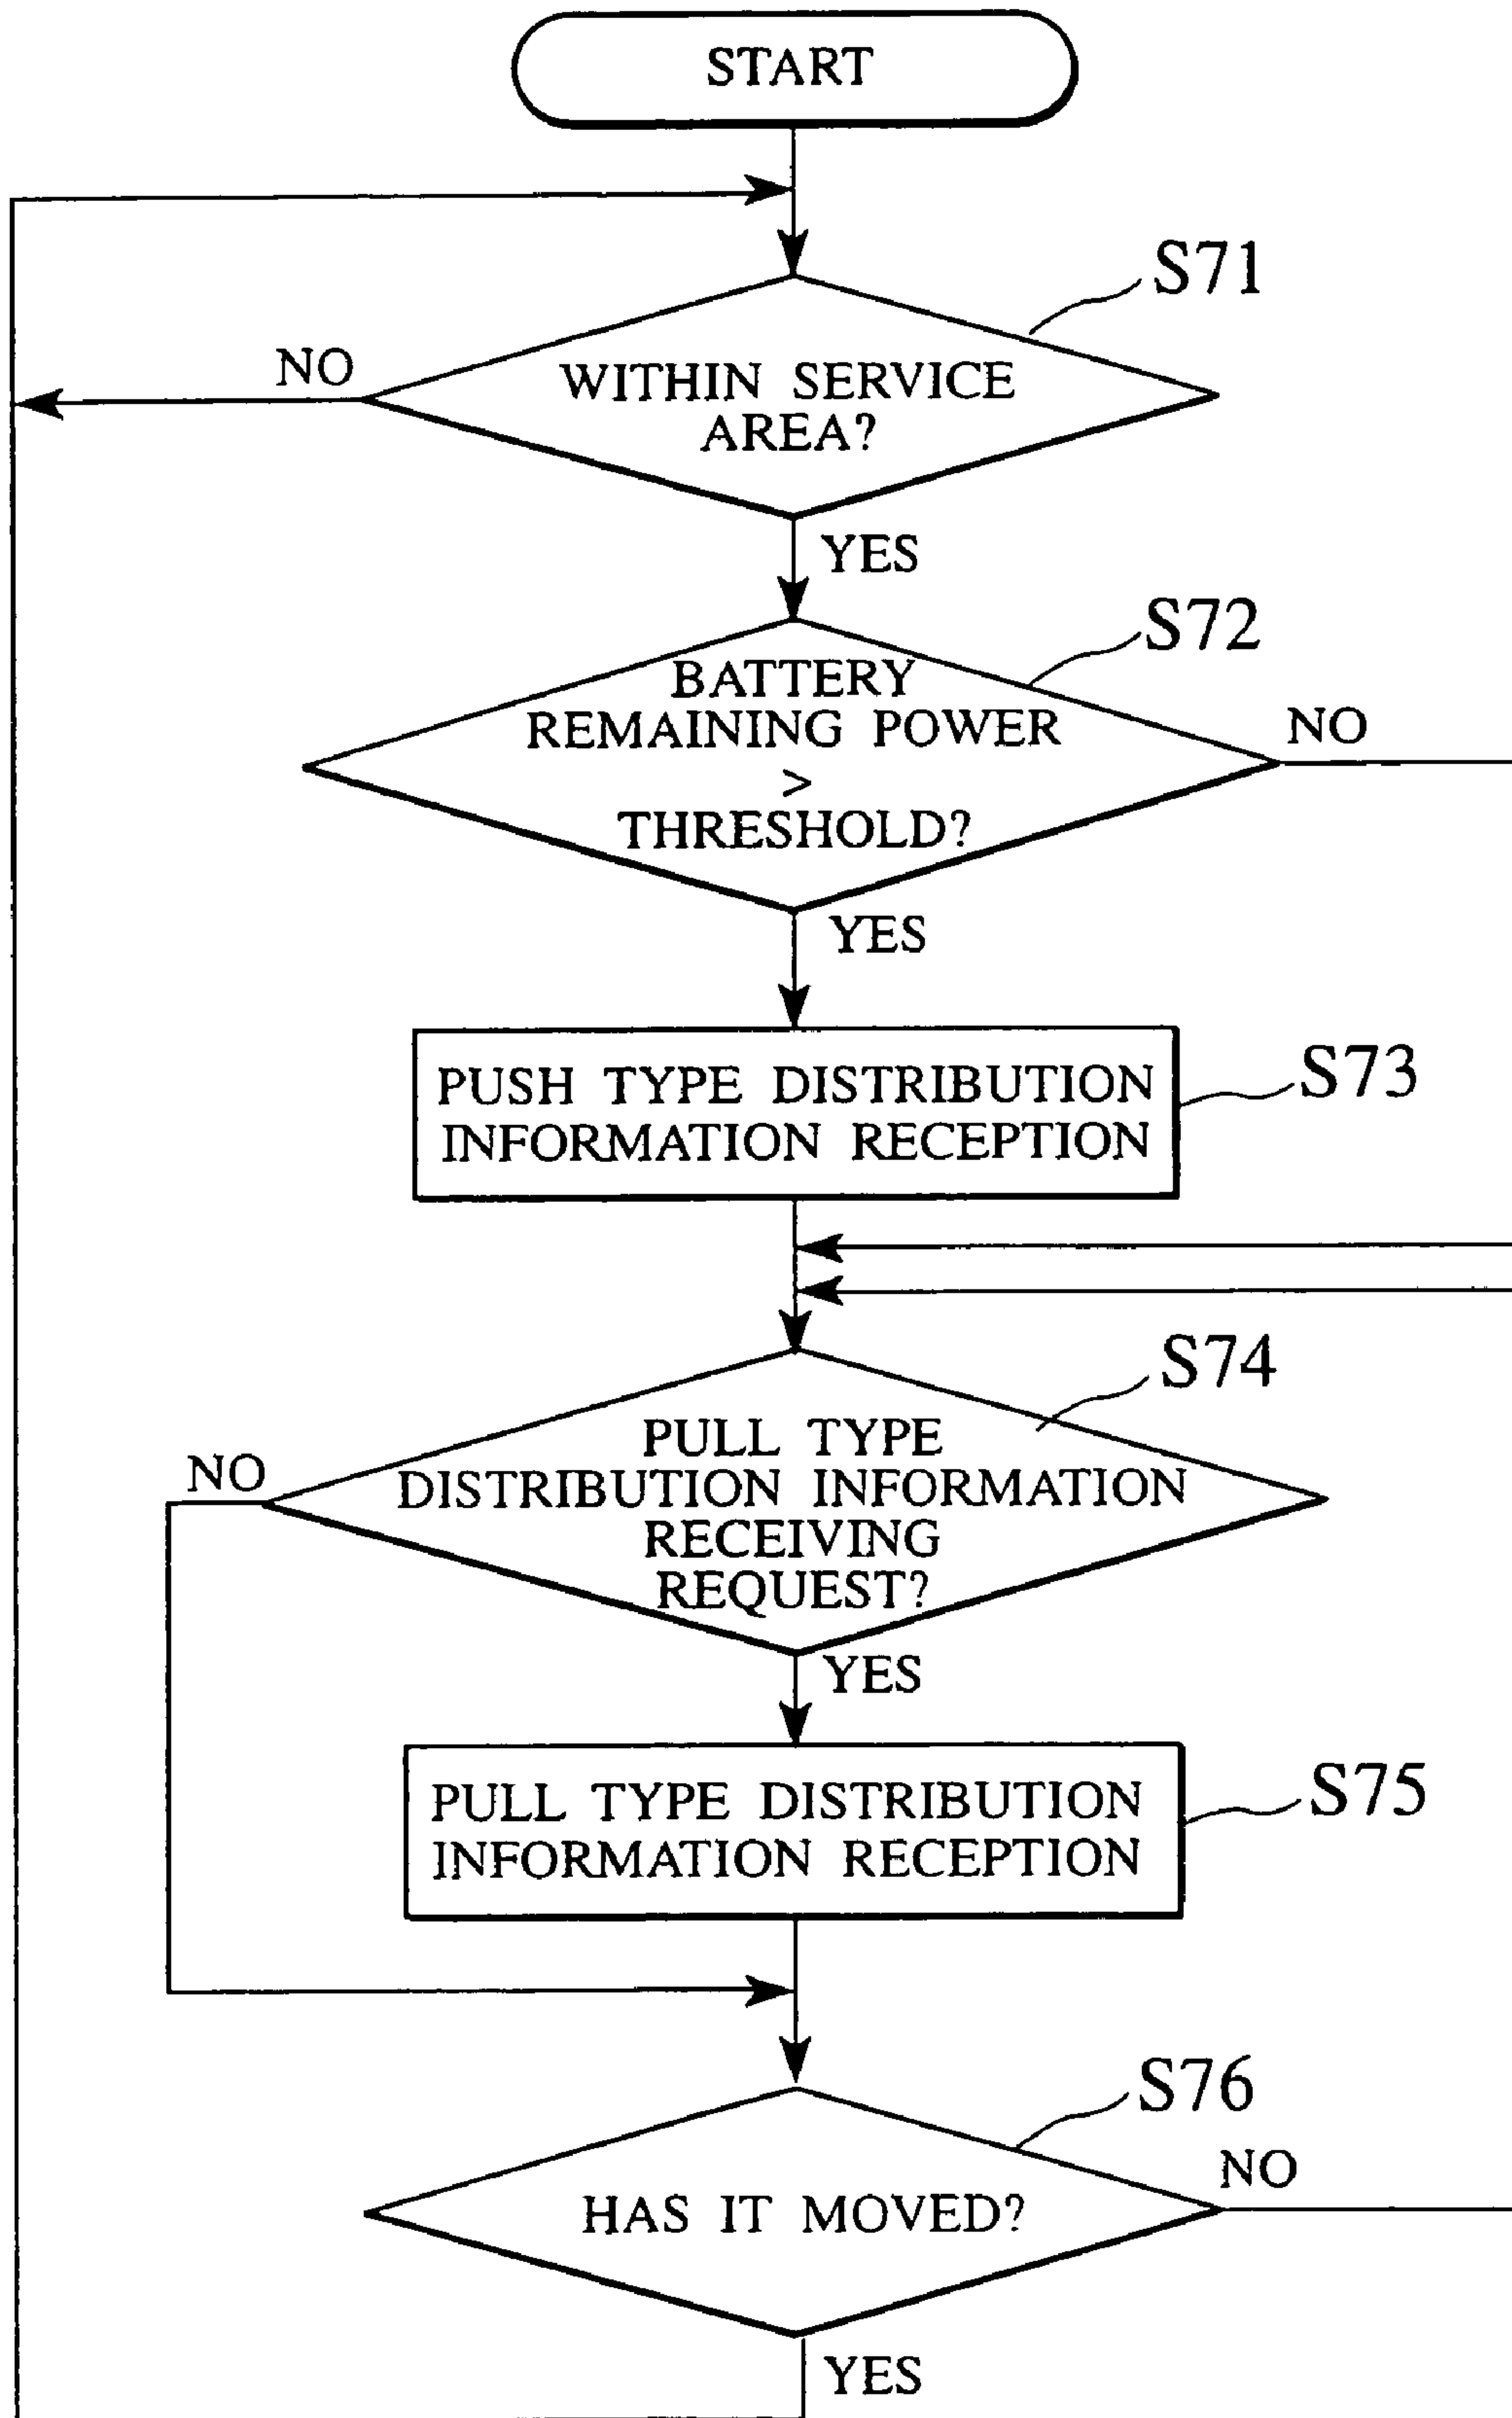 START
S71
NO
WITHIN SERVICE
AREA?
YES
S72
BATTERY
REMAINING POWER
>
THRESHOLD?
NO
YES
PUSH TYPE DISTRIBUTION
INFORMATION RECEPTION
S73
S74
NO
PULL TYPE
DISTRIBUTION INFORMATION
RECEIVING
REQUEST?
YES
PULL TYPE DISTRIBUTION
INFORMATION RECEPTION
S75
S76
NO
HAS IT MOVED?
YES